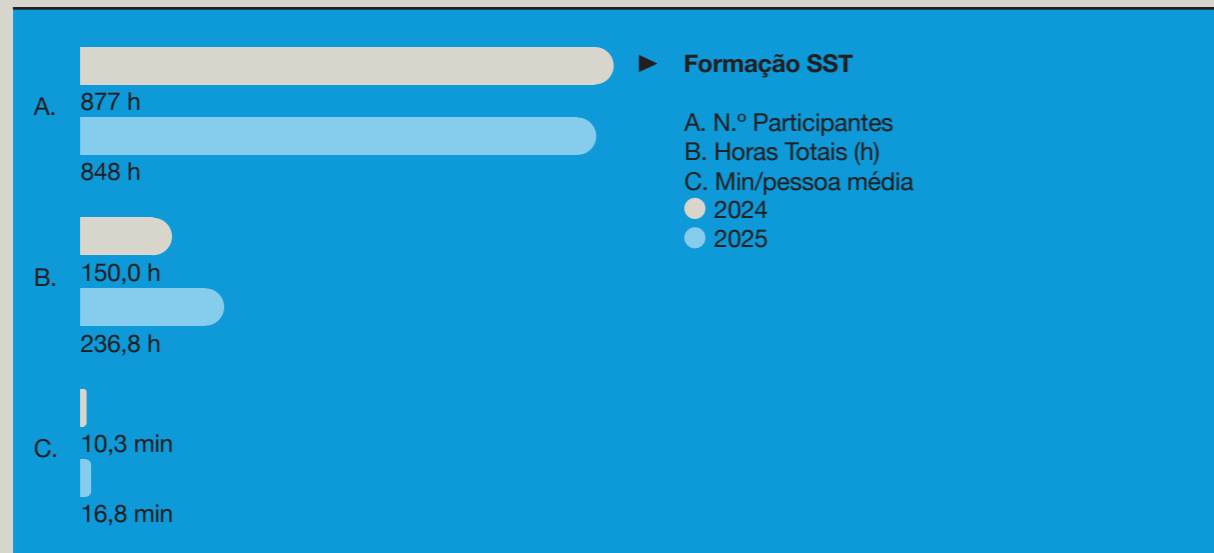 A.
877 h
848 h
B.
150,0 h
236,8 h
C.
10,3 min
16,8 min
► Formação SST
A. N.º Participantes
B. Horas Totais (h)
C. Min/pessoa média
2024
2025